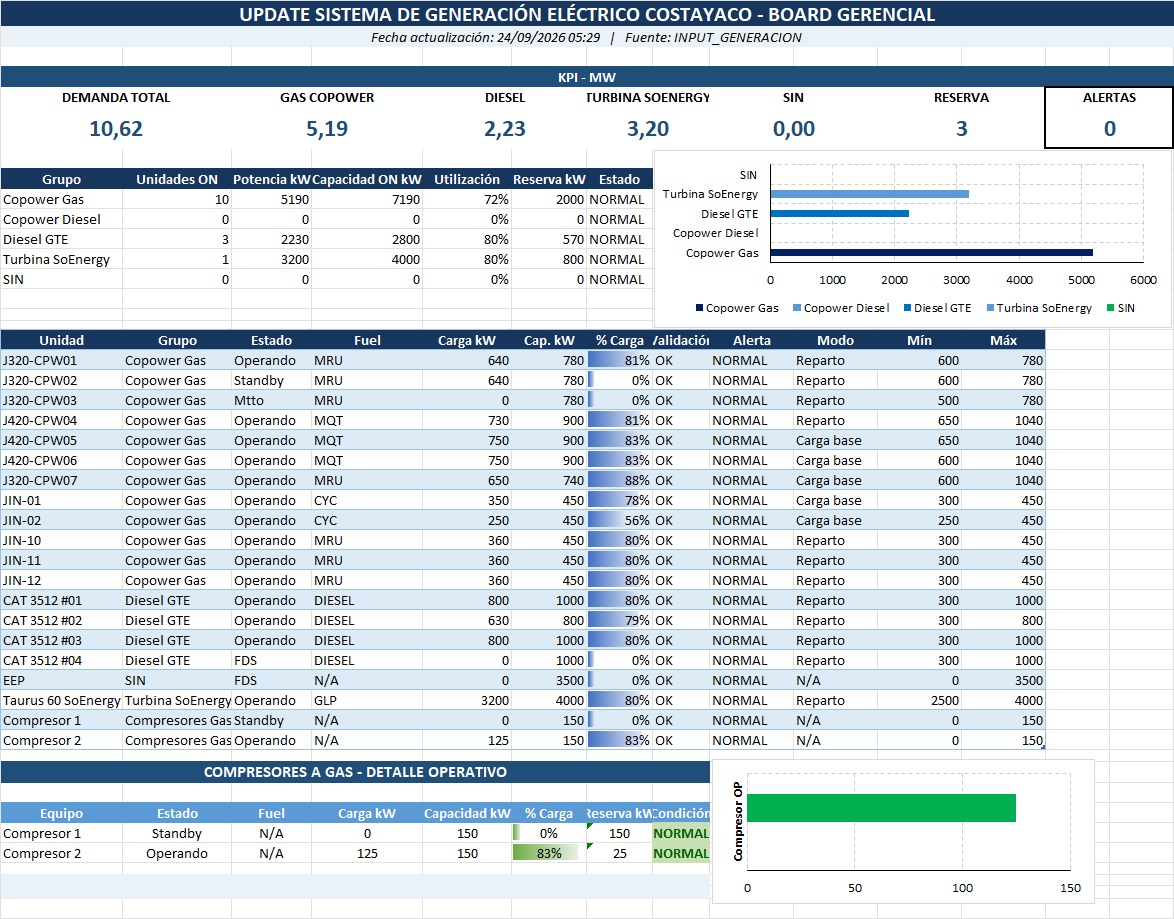 UPDATE SISTEMA DE GENERACIÓN ELÉCTRICO COSTAYACO - BOARD GERENCIAL
Fecha actualización: 24/09/2026 05:29 | Fuente: INPUT_GENERACION
KPI - MW
DEMANDA TOTAL GAS COPOWER DIESEL TURBINA SOENERGY SIN RESERVA ALERTAS
10,62 5,19 2,23 3,20 0,00 3 0
Grupo Unidades ON Potencia kW Capacidad ON kW Utilización Reserva kW Estado
Copower Gas 10 5190 7190 72% 2000 NORMAL
Copower Diesel 0 0 0 0% 0 NORMAL
Diesel GTE 3 2230 2800 80% 570 NORMAL
Turbina SoEnergy 1 3200 4000 80% 800 NORMAL
SIN 0 0 0 0% 0 NORMAL
SIN
Turbina SoEnergy
Diesel GTE
Copower Diesel
Copower Gas
0 1000 2000 3000 4000 5000 6000
Copower Gas Copower Diesel Diesel GTE Turbina SoEnergy SIN
Unidad Grupo Estado Fuel Carga kW Cap. kW % Carga Validación Alerta Modo Mín Máx
J320-CPW01 Copower Gas Operando MRU 640 780 81% OK NORMAL Reparto 600 780
J320-CPW02 Copower Gas Standby MRU 640 780 0% OK NORMAL Reparto 600 780
J320-CPW03 Copower Gas Mtto MRU 0 780 0% OK NORMAL Reparto 500 780
J420-CPW04 Copower Gas Operando MQT 730 900 81% OK NORMAL Reparto 650 1040
J420-CPW05 Copower Gas Operando MQT 750 900 83% OK NORMAL Carga base 650 1040
J420-CPW06 Copower Gas Operando MQT 750 900 83% OK NORMAL Carga base 600 1040
J320-CPW07 Copower Gas Operando MRU 650 740 88% OK NORMAL Carga base 600 1040
JIN-01 Copower Gas Operando CYC 350 450 78% OK NORMAL Carga base 300 450
JIN-02 Copower Gas Operando CYC 250 450 56% OK NORMAL Carga base 250 450
JIN-10 Copower Gas Operando MRU 360 450 80% OK NORMAL Reparto 300 450
JIN-11 Copower Gas Operando MRU 360 450 80% OK NORMAL Reparto 300 450
JIN-12 Copower Gas Operando MRU 360 450 80% OK NORMAL Reparto 300 450
CAT 3512 #01 Diesel GTE Operando DIESEL 800 1000 80% OK NORMAL Reparto 300 1000
CAT 3512 #02 Diesel GTE Operando DIESEL 630 800 79% OK NORMAL Reparto 300 800
CAT 3512 #03 Diesel GTE Operando DIESEL 800 1000 80% OK NORMAL Reparto 300 1000
CAT 3512 #04 Diesel GTE FDS DIESEL 0 1000 0% OK NORMAL Reparto 300 1000
EEP SIN FDS N/A 0 3500 0% OK NORMAL N/A 0 3500
Taurus 60 SoEnergy Turbina SoEnergy Operando GLP 3200 4000 80% OK NORMAL Reparto 2500 4000
Compresor 1 Compresores Gas Standby N/A 0 150 0% OK NORMAL N/A 0 150
Compresor 2 Compresores Gas Operando N/A 125 150 83% OK NORMAL N/A 0 150
COMPRESORES A GAS - DETALLE OPERATIVO
Equipo Estado Fuel Carga kW Capacidad kW % Carga Reserva kW Condición
Compresor 1 Standby N/A 0 150 0% 150 NORMAL
Compresor 2 Operando N/A 125 150 83% 25 NORMAL
Compresor OP
0 50 100 150